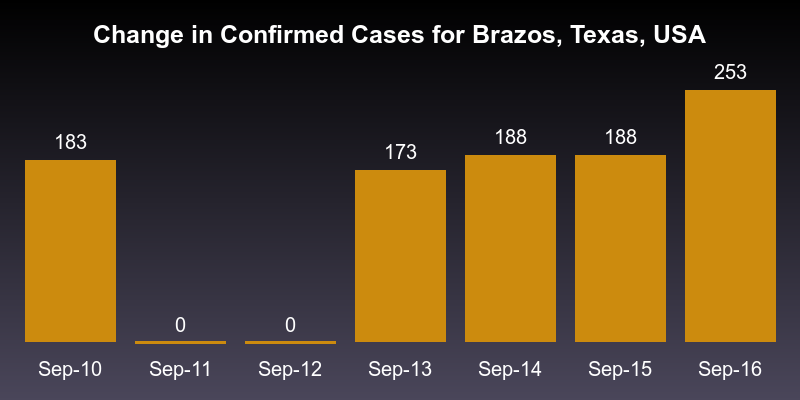 Change in Confirmed Cases for Brazos, Texas, USA
183
0
0
173
188
188
253
Sep-10
Sep-11
Sep-12
Sep-13
Sep-14
Sep-15
Sep-16